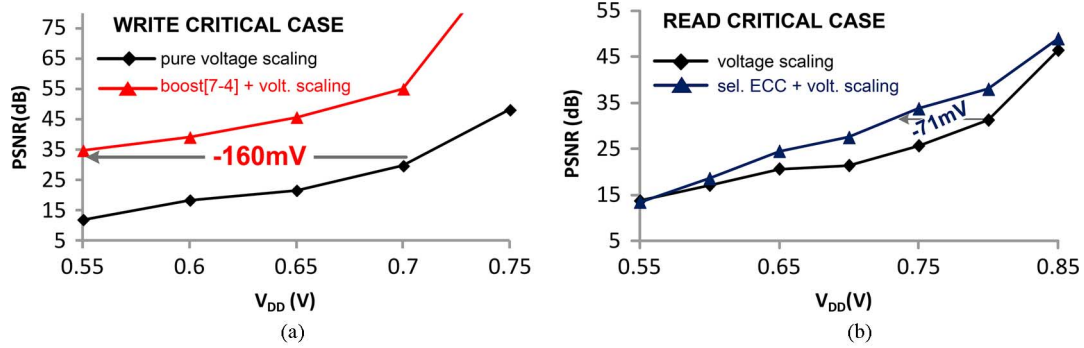 WRITE CRITICAL CASE
pure voltage scaling
boost[7-4] + volt. scaling
-160mV
PSNR(dB)
75
65
55
45
35
25
15
5
0.55
0.6
0.65
0.7
0.75
VDD (V)
(a)
READ CRITICAL CASE
voltage scaling
sel. ECC + volt. scaling
-71mV
PSNR (dB)
55
45
35
25
15
5
0.55
0.65
0.75
0.85
VDD(V)
(b)